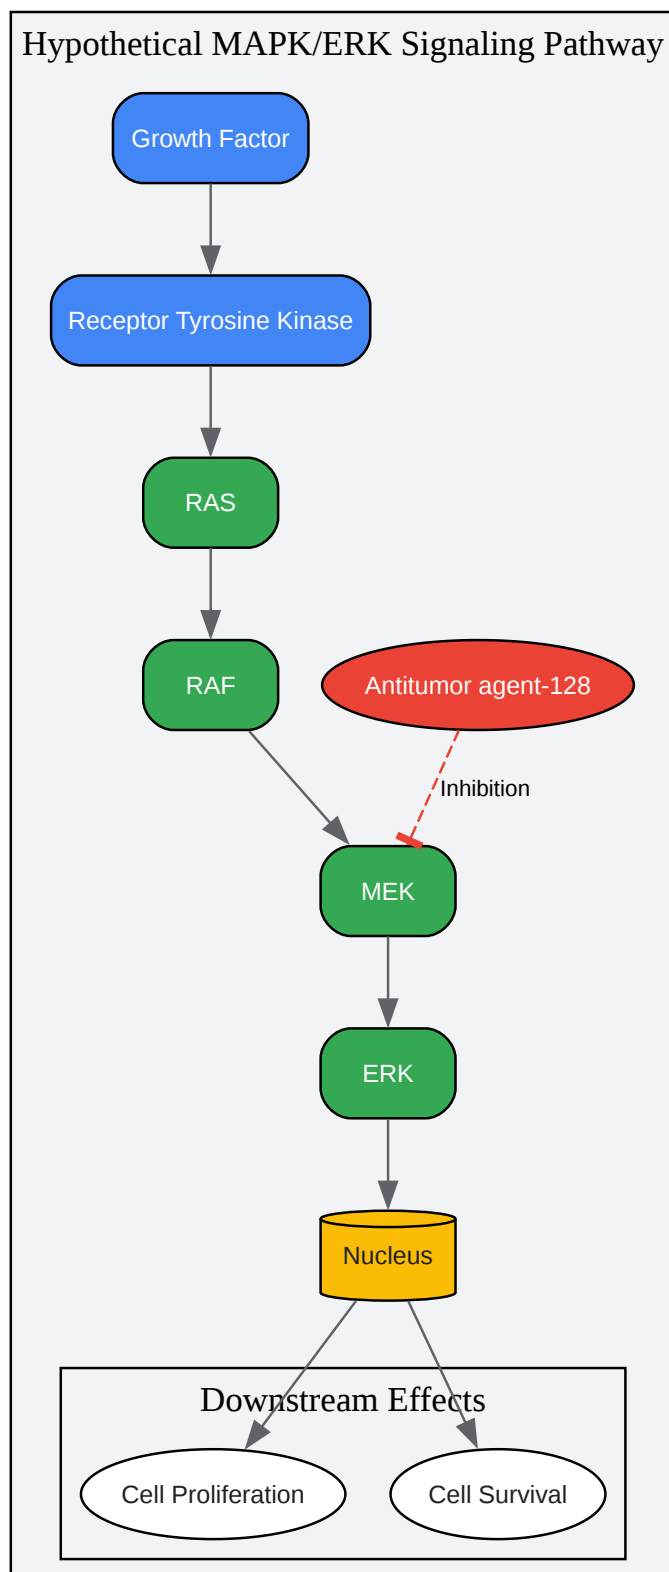 Hypothetical MAPK/ERK Signaling Pathway
Growth Factor
Receptor Tyrosine Kinase
RAS
RAF
Antitumor agent-128
Inhibition
MEK
ERK
Nucleus
Downstream Effects
Cell Proliferation
Cell Survival